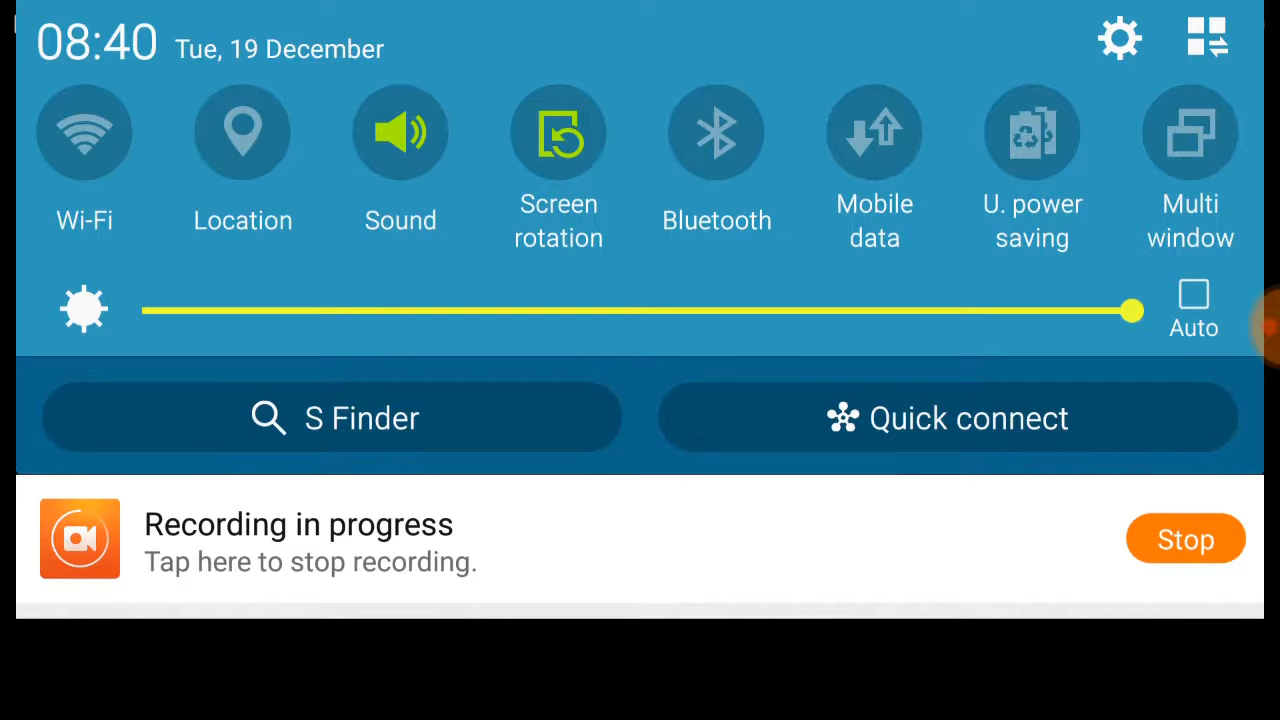 08:40 Tue, 19 December
Wi-Fi
Location
Sound
Screen
rotation
Bluetooth
Mobile
data
U. power
saving
Multi
window
Auto
S Finder
Quick connect
Recording in progress
Tap here to stop recording.
Stop